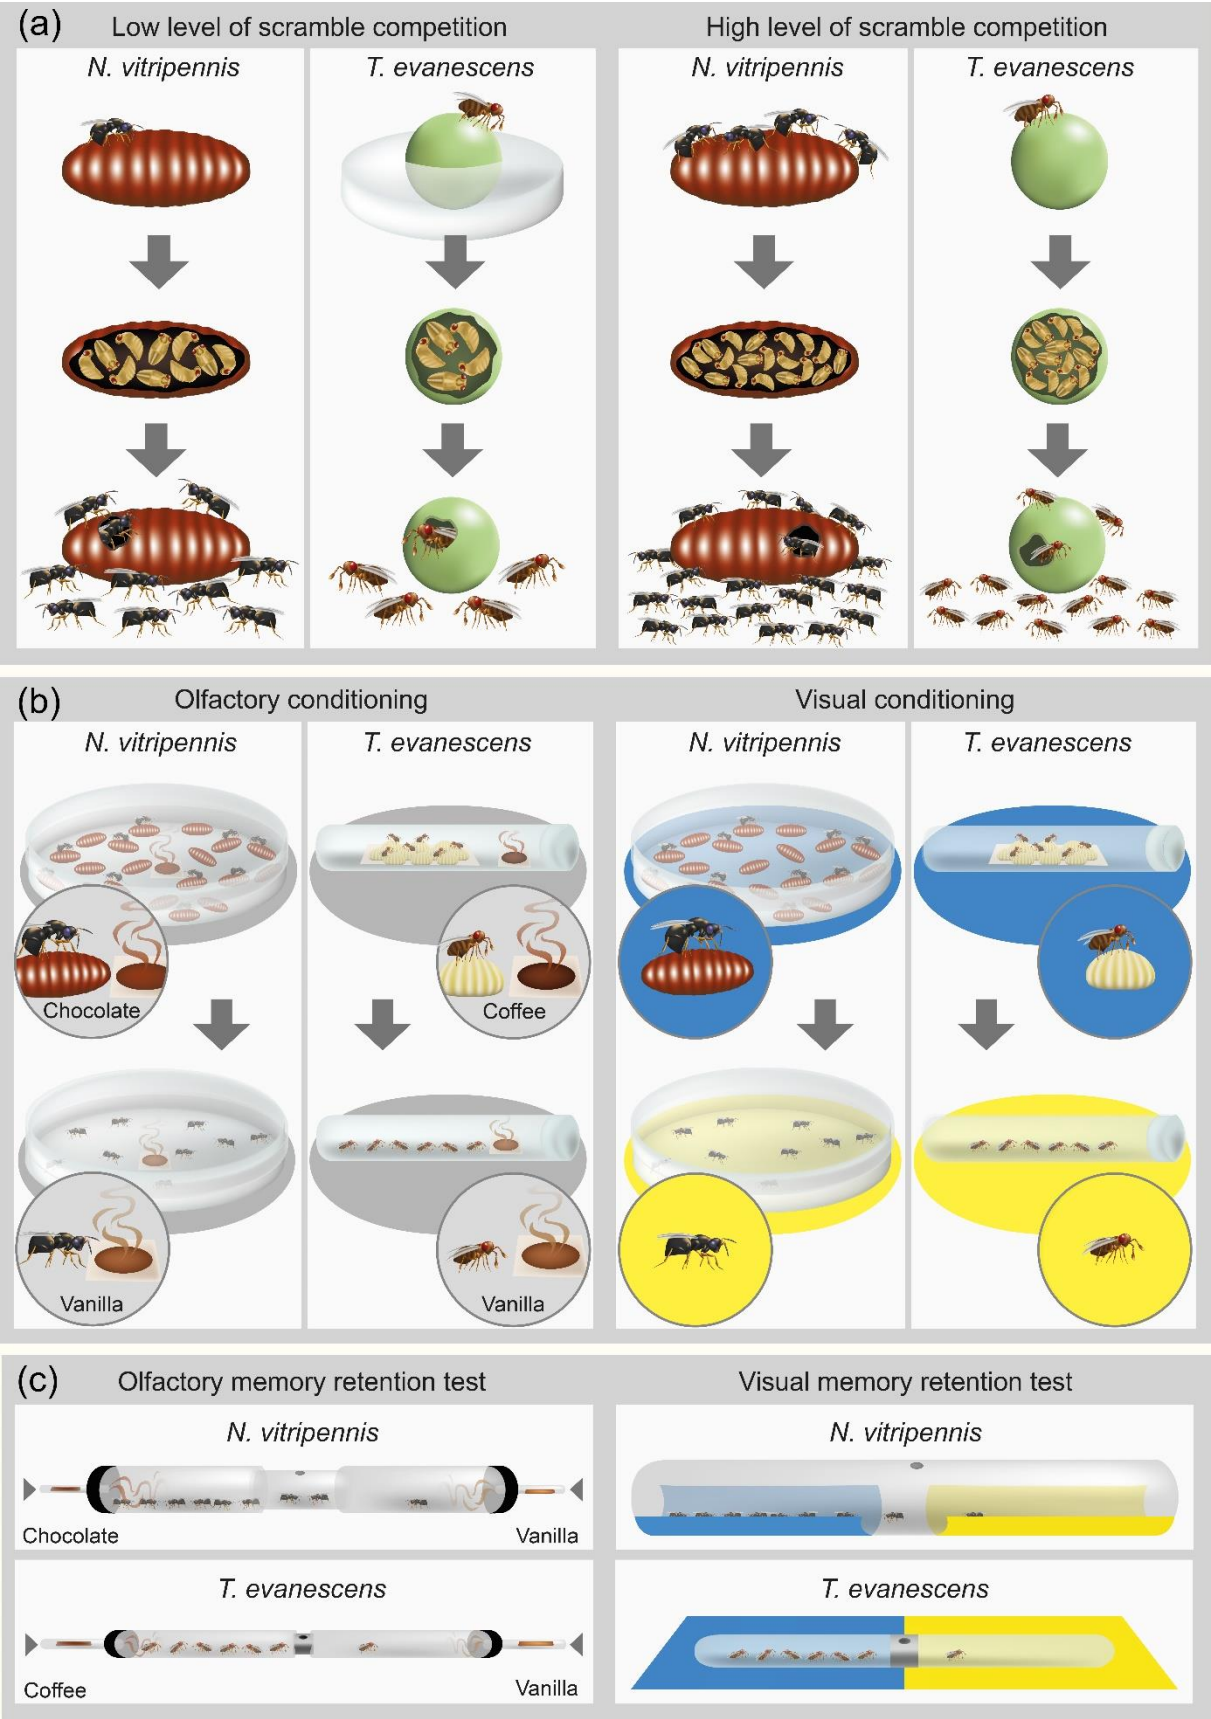 (a)
Low level of scramble competition
High level of scramble competition
N. vitripennis
T. evanescens
N. vitripennis
T. evanescens
(b)
Olfactory conditioning
Visual conditioning
N. vitripennis
T. evanescens
N. vitripennis
T. evanescens
Chocolate
Coffee
Vanilla
Vanilla
(c)
Olfactory memory retention test
Visual memory retention test
N. vitripennis
N. vitripennis
Chocolate
Vanilla
T. evanescens
T. evanescens
Coffee
Vanilla